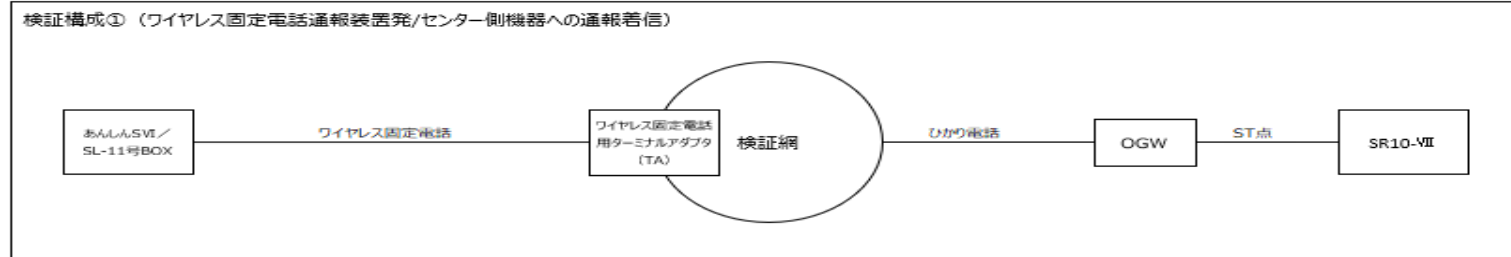 検証構成①（ワイヤレス固定電話通報装置発/センター側機器への通報着信）
あんしんSⅥ／
SL-11号BOX
ワイヤレス固定電話
ワイヤレス固定電話
用ターミナルアダプタ
（TA）
検証網
ひかり電話
OGW
ST点
SR10-Ⅶ